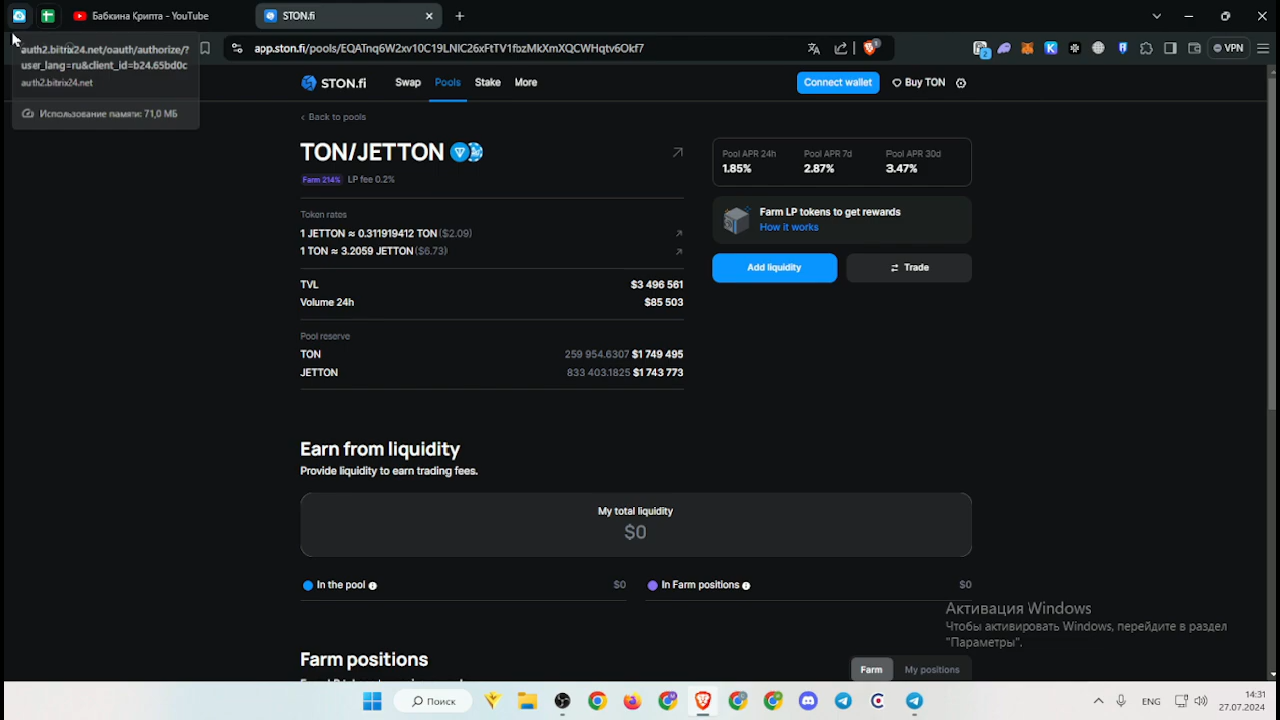 Бабкина Крипта - YouTube
STON.fi
auth2.bitrix24.net/oauth/authorize/?
user_lang=ru&client_id=b24.65bd0c
auth2.bitrix24.net
Использование памяти: 71,0 МБ
app.ston.fi/pools/EQATnq6W2xv10C19LNIC26xFtTV1fbzMkXmXQCWHqtv6Okf7
VPN
STON.fi
Swap
Pools
Stake
More
Connect wallet
Buy TON
‹ Back to pools
TON/JETTON
Farm 214%
LP fee 0.2%
Pool APR 24h
1.85%
Pool APR 7d
2.87%
Pool APR 30d
3.47%
Farm LP tokens to get rewards
How it works
Add liquidity
Trade
Token rates
1 JETTON ≈ 0.311919412 TON ($2.09)
1 TON ≈ 3.2059 JETTON ($6.73)
TVL $3 496 561
Volume 24h $85 503
Pool reserve
TON 259 954.6307 $1 749 495
JETTON 833 403.1825 $1 743 773
Earn from liquidity
Provide liquidity to earn trading fees.
My total liquidity
$0
In the pool $0
In Farm positions $0
Активация Windows
Чтобы активировать Windows, перейдите в раздел
"Параметры".
Farm positions
Farm
My positions
Поиск
ENG
14:31
27.07.2024